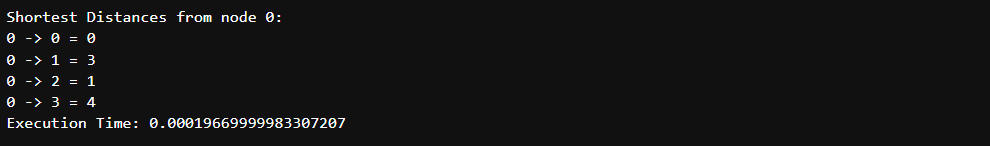 Shortest Distances from node 0:
0 -> 0 = 0
0 -> 1 = 3
0 -> 2 = 1
0 -> 3 = 4
Execution Time: 0.00019669999983307207